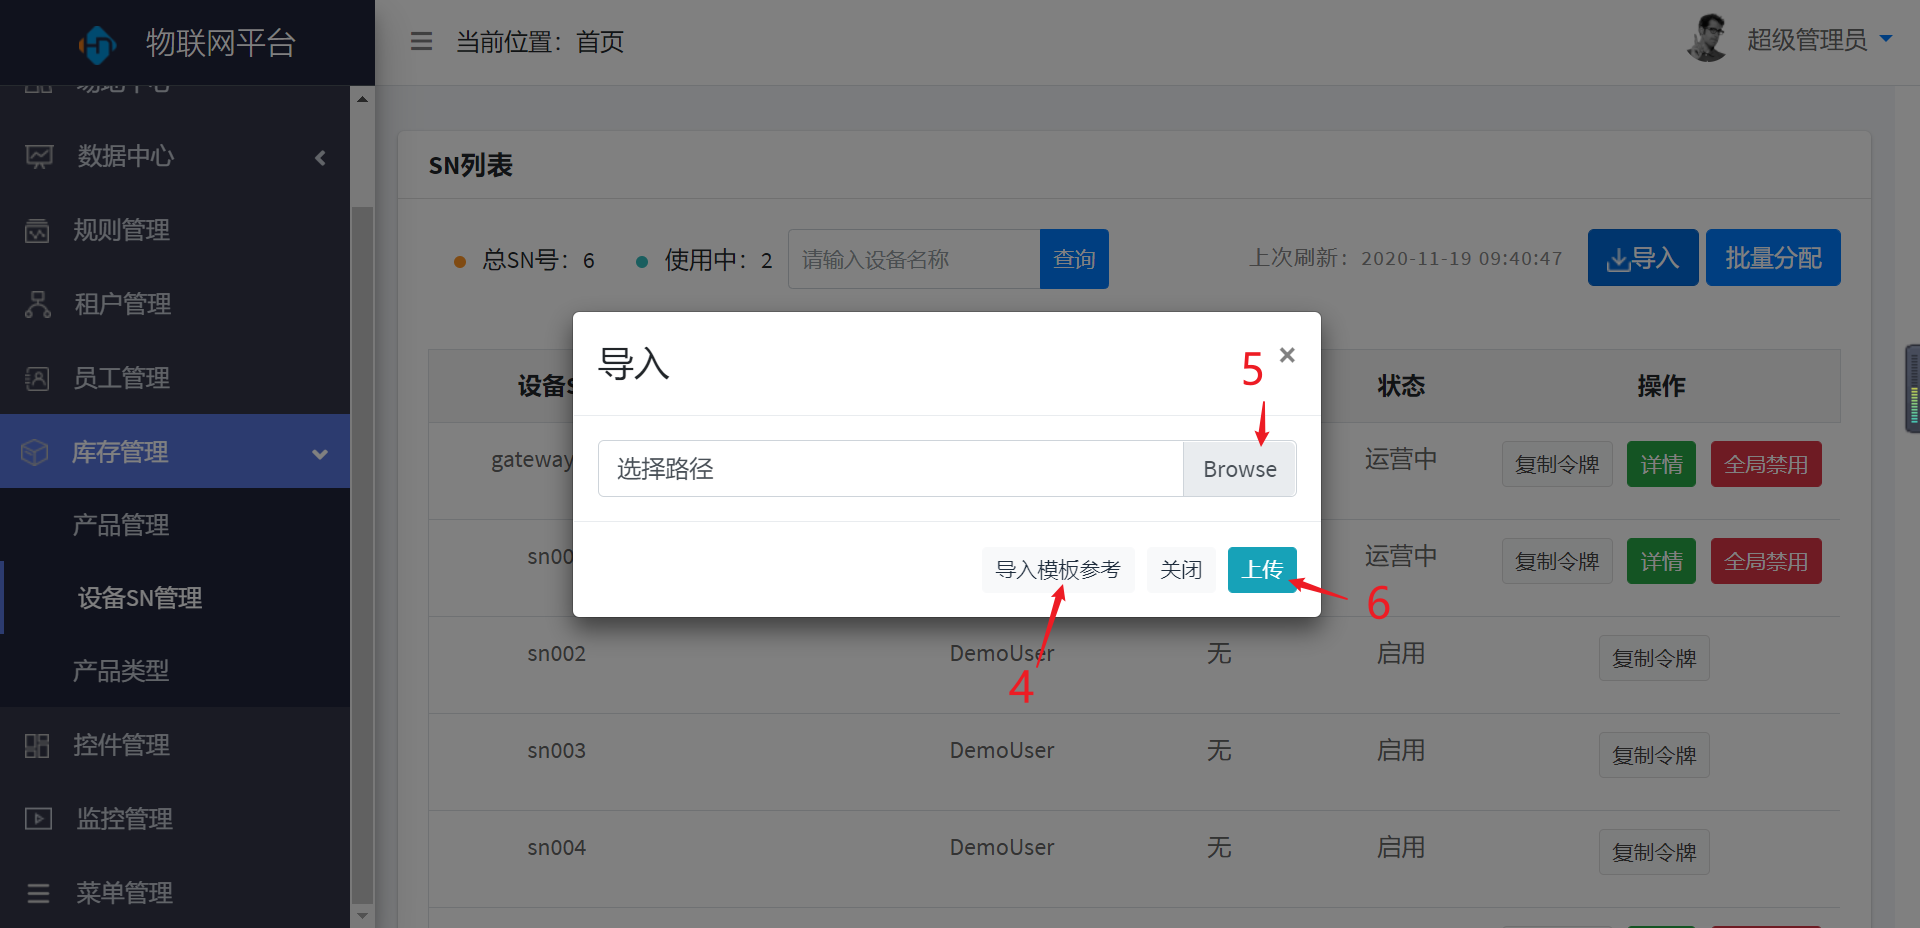 物联网平台
当前位置：首页
超级管理员
数据中心
规则管理
租户管理
员工管理
库存管理
产品管理
设备SN管理
产品类型
控件管理
监控管理
菜单管理
SN列表
总SN号：6
使用中：2
请输入设备名称
查询
上次刷新：2020-11-19 09:40:47
导入
批量分配
设备S
状态
操作
导入
×
5
选择路径
Browse
导入模板参考
关闭
上传
4
6
gateway
运营中
复制令牌
详情
全局禁用
sn00
运营中
复制令牌
详情
全局禁用
sn002
DemoUser
无
启用
复制令牌
sn003
DemoUser
无
启用
复制令牌
sn004
DemoUser
无
启用
复制令牌